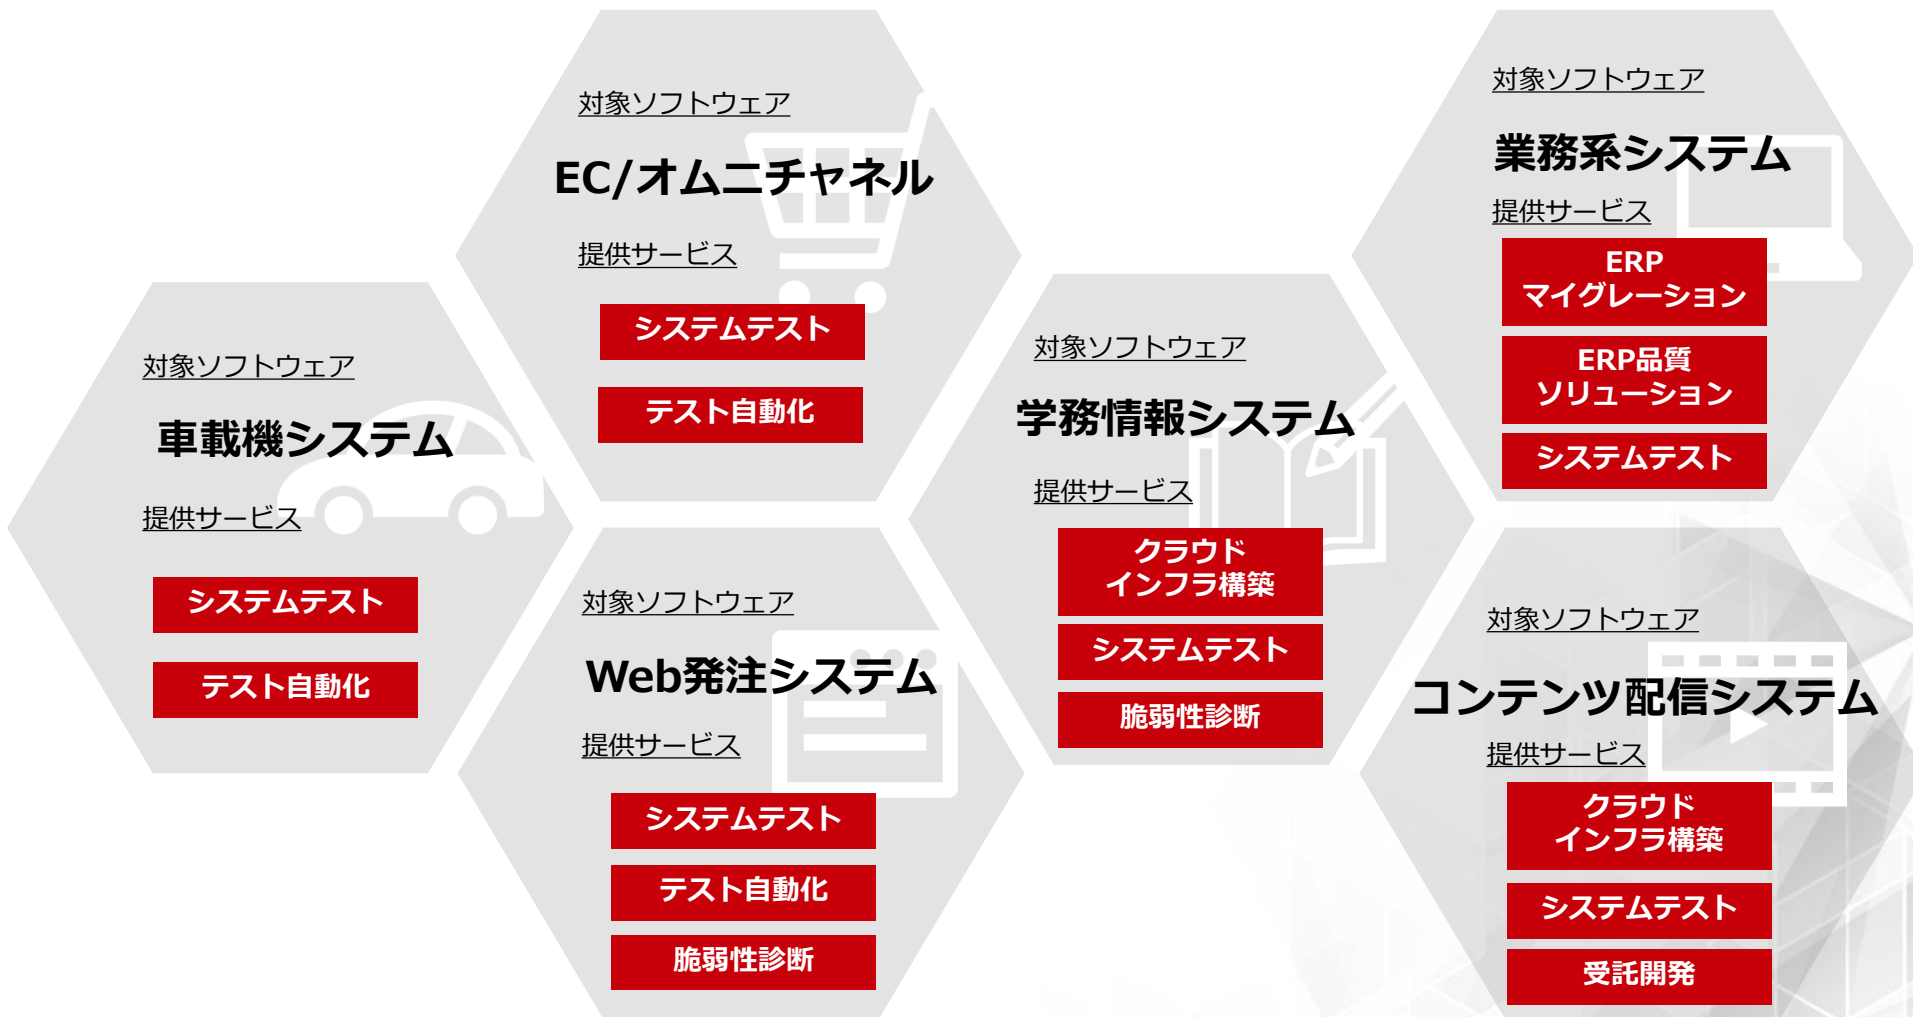 対象ソフトウェア
車載機システム
提供サービス
システムテスト
テスト自動化
対象ソフトウェア
EC/オムニチャネル
提供サービス
システムテスト
テスト自動化
対象ソフトウェア
Web発注システム
提供サービス
システムテスト
テスト自動化
脆弱性診断
対象ソフトウェア
学務情報システム
提供サービス
クラウド
インフラ構築
システムテスト
脆弱性診断
対象ソフトウェア
業務系システム
提供サービス
ERP
マイグレーション
ERP品質
ソリューション
システムテスト
対象ソフトウェア
コンテンツ配信システム
提供サービス
クラウド
インフラ構築
システムテスト
受託開発